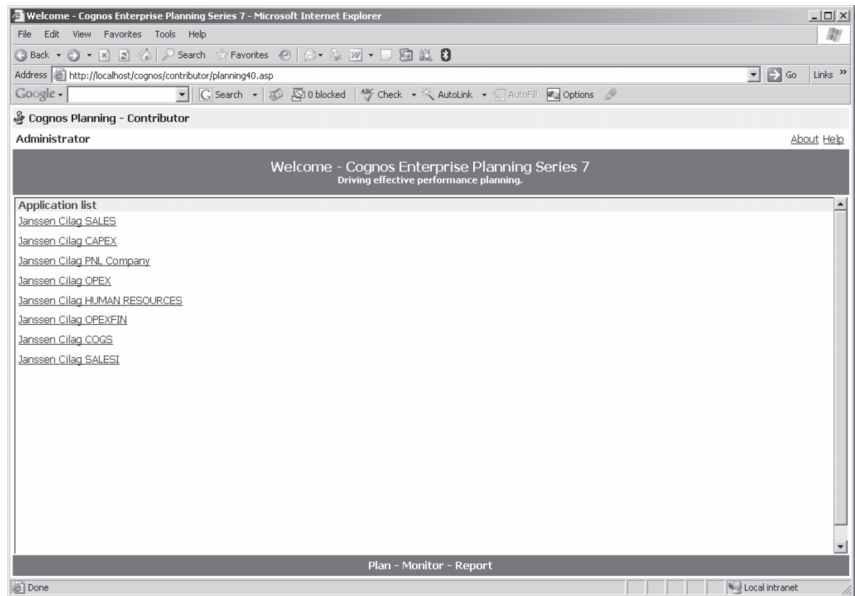 Welcome - Cognos Enterprise Planning Series 7 - Microsoft Internet Explorer
File Edit View Favorites Tools Help
Back Search Favorites
Address http://localhost/cognos/contributor/planning40.asp Go Links »
Google Search 0 blocked ABC Check AutoLink AutoFill Options
Cognos Planning - Contributor
Administrator About Help
Welcome - Cognos Enterprise Planning Series 7
Driving effective performance planning.
Application list
Janssen Cilag SALES
Janssen Cilag CAPEX
Janssen Cilag PNL Company
Janssen Cilag OPEX
Janssen Cilag HUMAN RESOURCES
Janssen Cilag OPEXFIN
Janssen Cilag COGS
Janssen Cilag SALESI
Plan - Monitor - Report
Done Local intranet